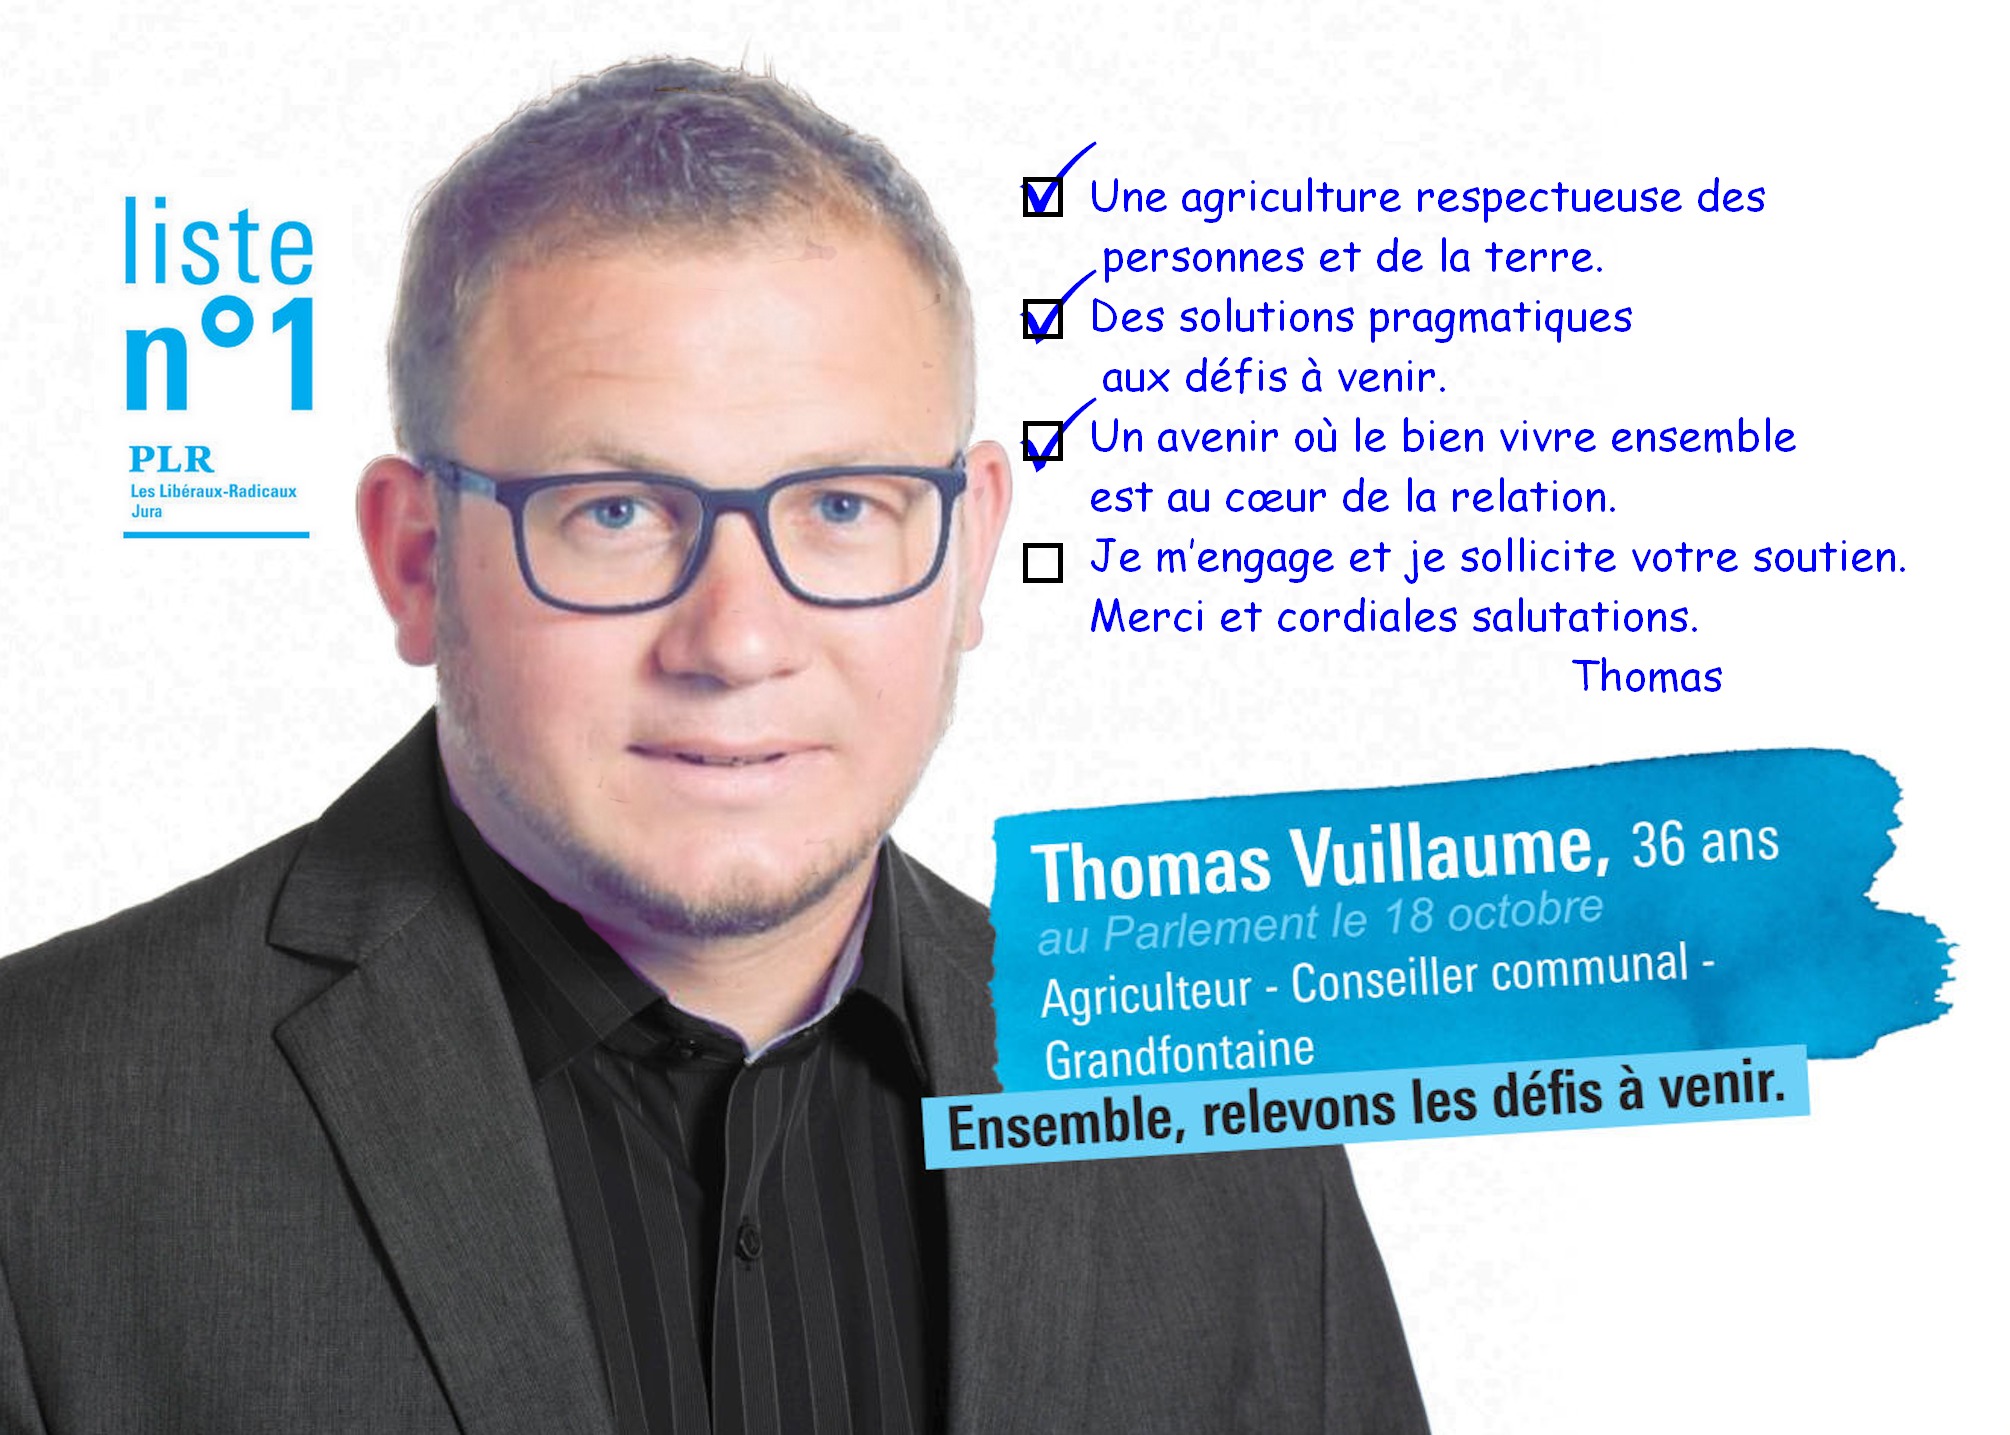 liste
n°1
PLR
Les Libéraux-Radicaux
Jura
Une agriculture respectueuse des
personnes et de la terre.
Des solutions pragmatiques
aux défis à venir.
Un avenir où le bien vivre ensemble
est au cœur de la relation.
Je m'engage et je sollicite votre soutien.
Merci et cordiales salutations.
Thomas
Thomas Vuillaume, 36 ans
au Parlement le 18 octobre
Agriculteur - Conseiller communal -
Grandfontaine
Ensemble, relevons les défis à venir.